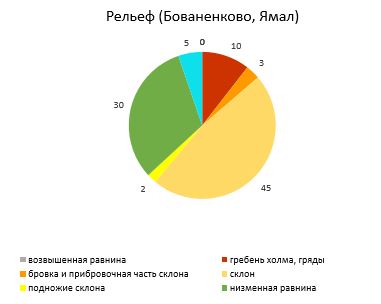 Рельеф (Бованенково, Ямал)
5
0
10
3
45
2
30
возвышенная равнина
гребень холма, гряды
бровка и прибровочная часть склона
склон
подножие склона
низменная равнина